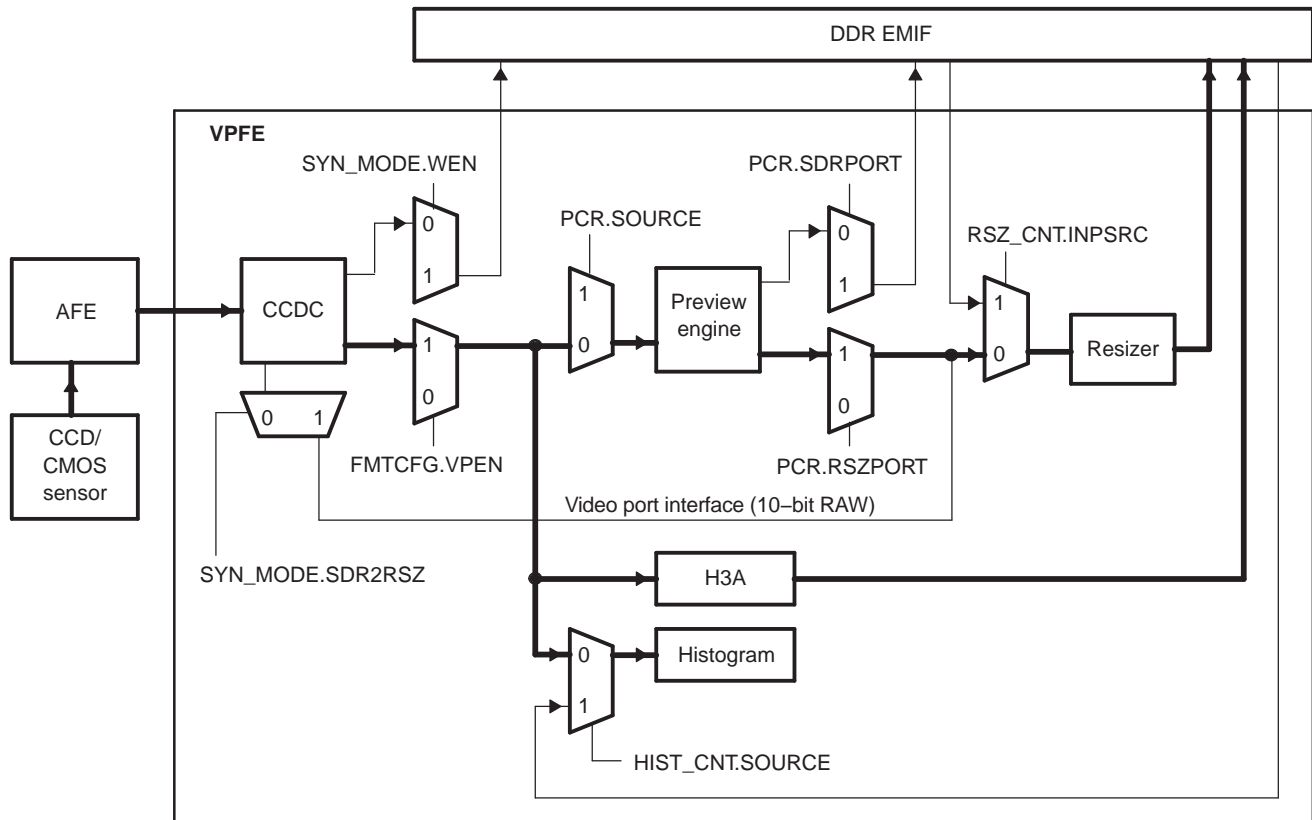 DDR EMIF
VPFE
SYN_MODE.WEN
PCR.SDRPORT
PCR.SOURCE
RSZ_CNT.INPSRC
0
1
0
1
AFE
CCDC
1
0
Preview
engine
1
0
Resizer
1
0
1
0
0 1
CCD/
CMOS
sensor
FMTCFG.VPEN
PCR.RSZPORT
Video port interface (10–bit RAW)
SYN_MODE.SDR2RSZ
H3A
0
1
Histogram
HIST_CNT.SOURCE